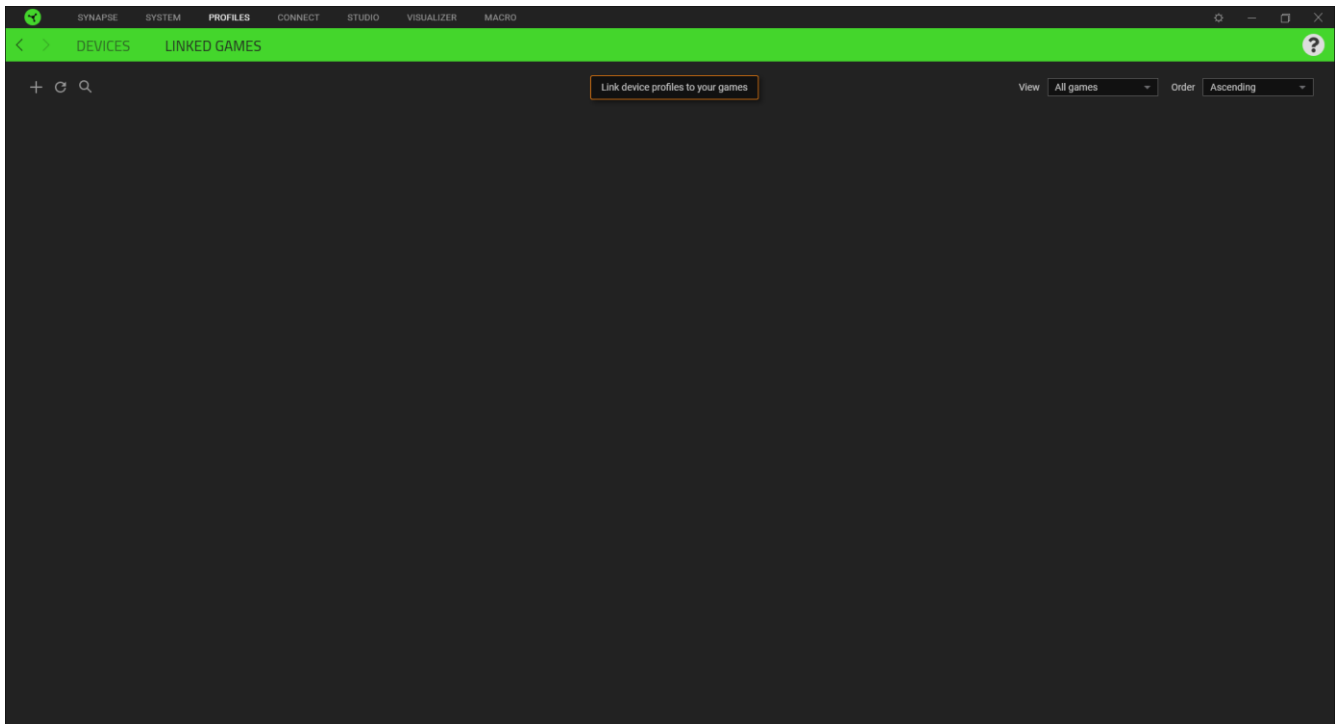 SYNAPSE SYSTEM PROFILES CONNECT STUDIO VISUALIZER MACRO
DEVICES LINKED GAMES ?
Link device profiles to your games View All games Order Ascending